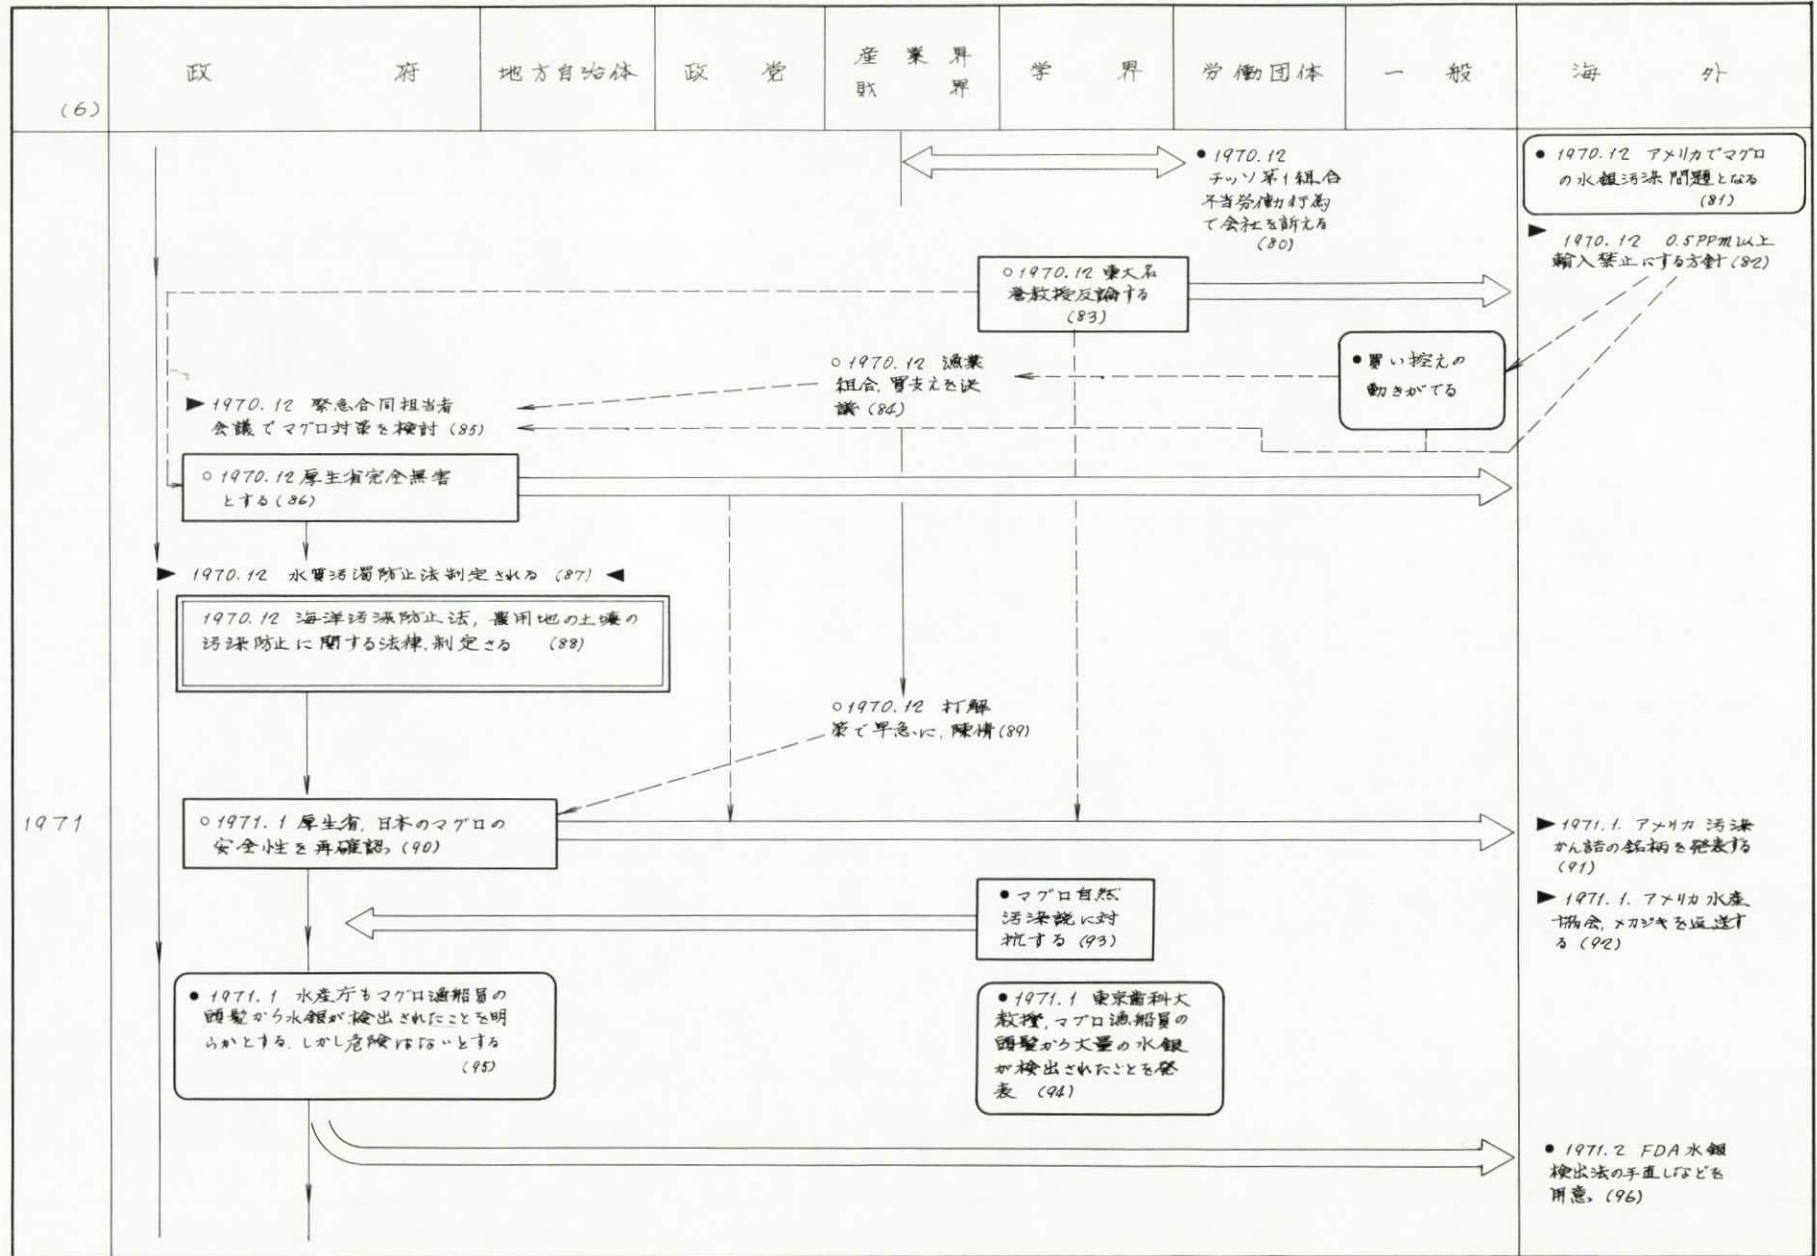 (6)
政府
地方自治体
政党
産業界
財界
学界
労働団体
一般
海外
● 1970.12
チッソ第1組合
不当労働行為
で会社を訴える
(80)
● 1970.12 アメリカでマグロ
の水銀汚染問題となる
(81)
▶ 1970.12 0.5PPM以上
輸入禁止にする方針(82)
○ 1970.12 東大名
誉教授反論する
(83)
● 買い控えの
動きがでる
○ 1970.12 漁業
組合,買支えを決
議(84)
▶ 1970.12 緊急合同担当者
会議でマグロ対策を検討(85)
○ 1970.12 厚生省完全無害
とする(86)
▶ 1970.12 水質汚濁防止法制定される (87) ◀
1970.12 海洋汚染防止法, 農用地の土壌の
汚染防止に関する法律,制定さる (88)
○ 1970.12 打解
策で早急に,陳情(89)
1971
○ 1971.1 厚生省,日本のマグロの
安全性を再確認。(90)
▶ 1971.1. アメリカ 汚染
かん詰の銘柄を発表する
(91)
● マグロ自然
汚染説に対
抗する (93)
▶ 1971.1. アメリカ水産
協会,メカジキを返送す
る (92)
● 1971.1 水産庁もマグロ漁船員の
頭髪から水銀が検出されたことを明
らかとする,しかし危険はないとする
(95)
● 1971.1 東京歯科大
教授,マグロ漁船員の
頭髪から大量の水銀
が検出されたことを発
表 (94)
● 1971.2 FDA水銀
検出法の手直しなどを
用意。(96)